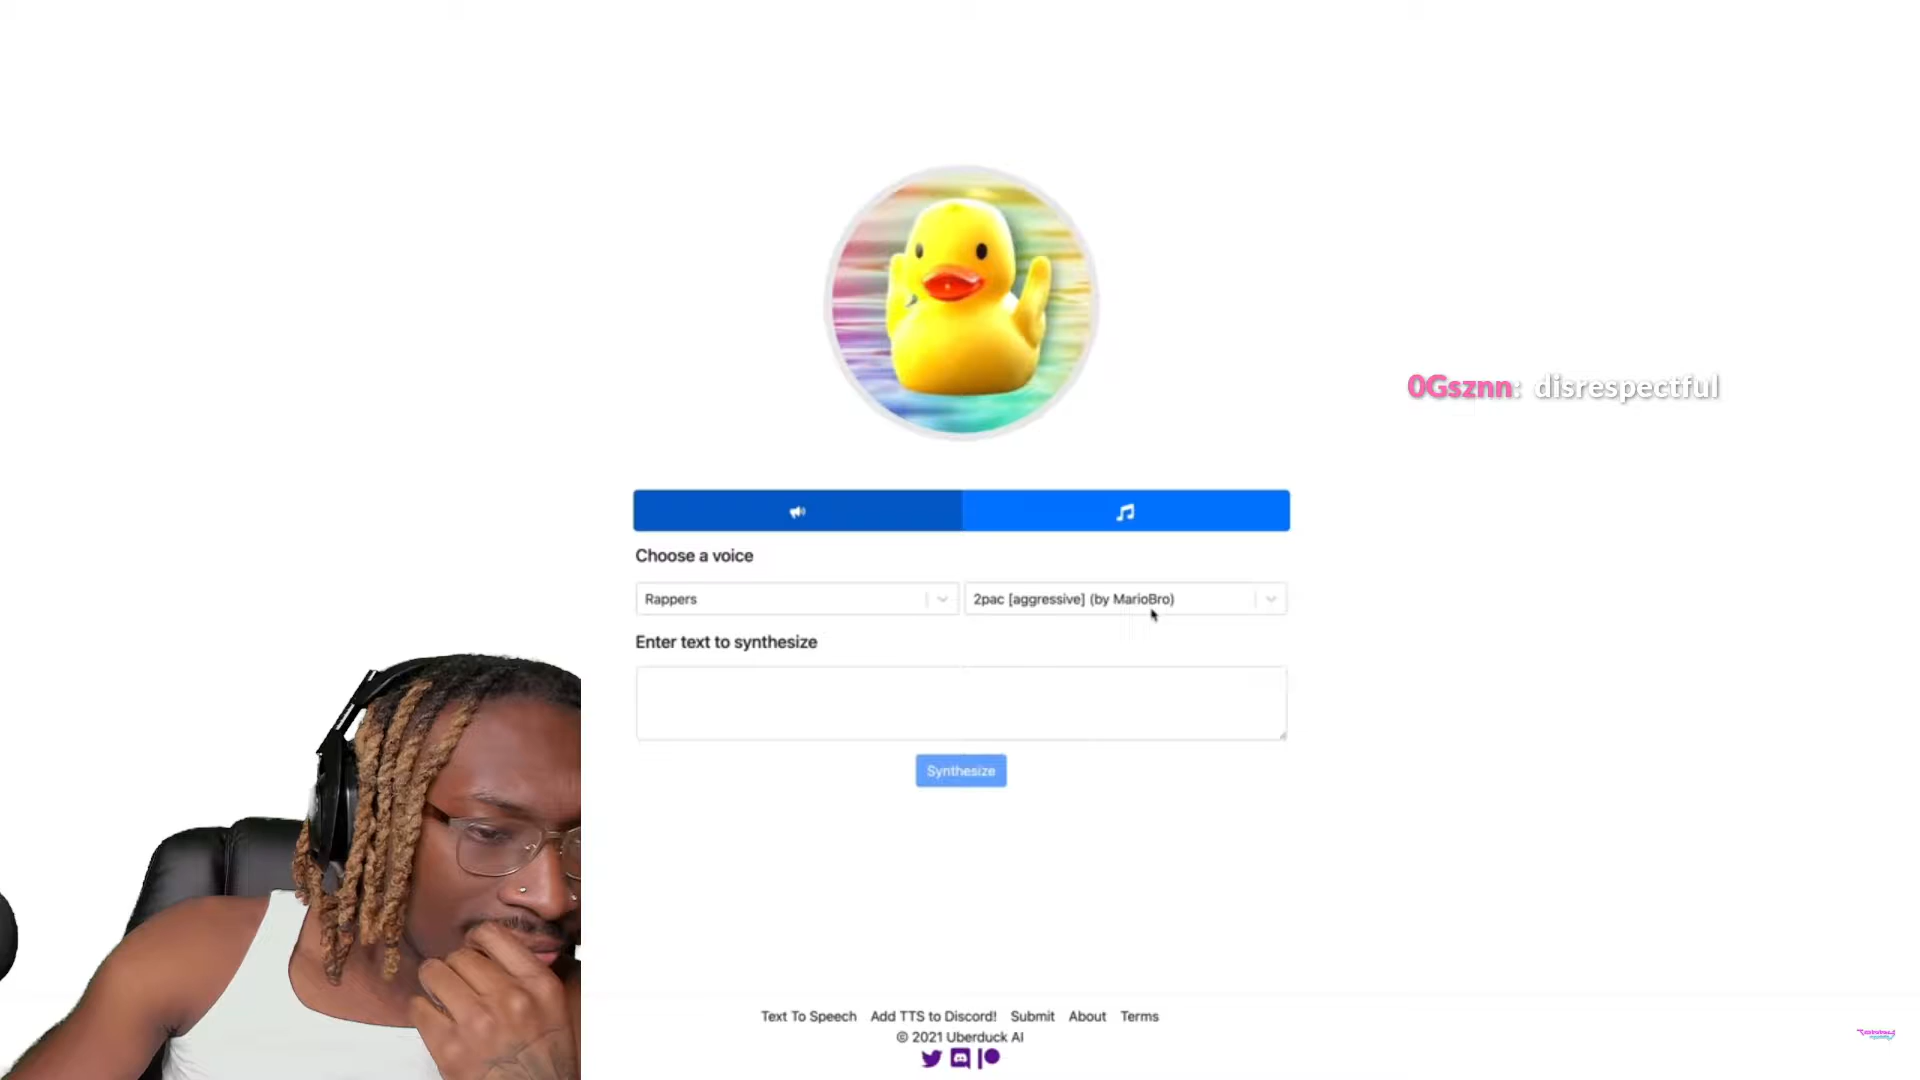 0Gsznn: disrespectful
Choose a voice
Rappers
2pac [aggressive] (by MarioBro)
Enter text to synthesize
Synthesize
Text To Speech Add TTS to Discord! Submit About Terms
© 2021 Uberduck AI